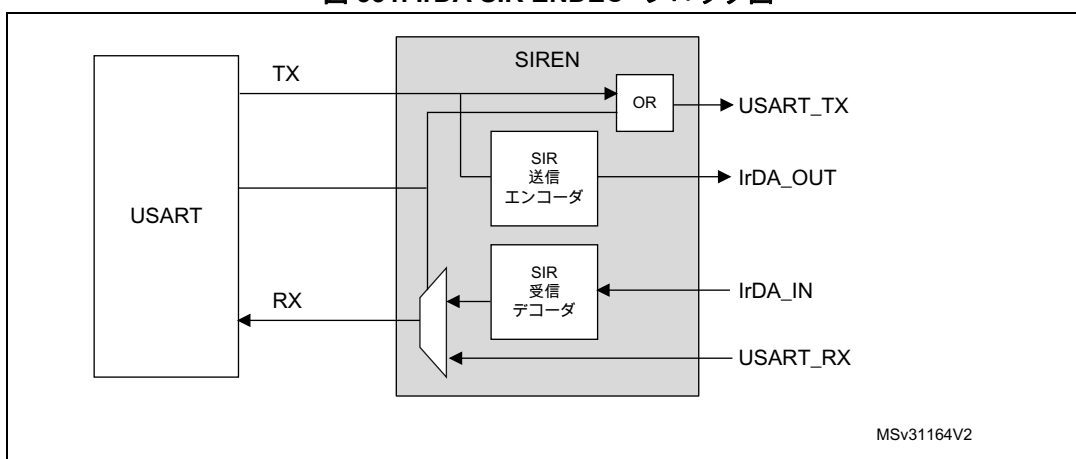 TX
SIREN
OR
USART_TX
SIR
送信
エンコーダ
IrDA_OUT
USART
SIR
受信
デコーダ
RX
IrDA_IN
USART_RX
MSv31164V2